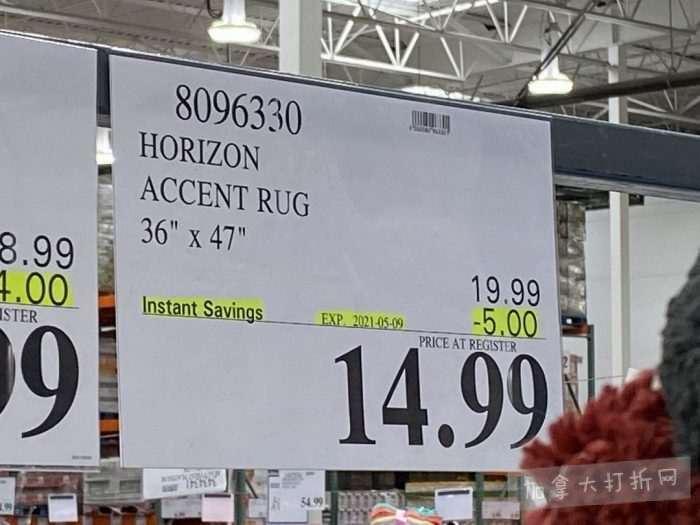 8096330
HORIZON
ACCENT RUG
36" x 47"
19.99
Instant Savings EXP. 2021-05-09 -5.00
PRICE AT REGISTER
14.99
8.99
4.00
ISTER
99
54.99
加拿大打折网